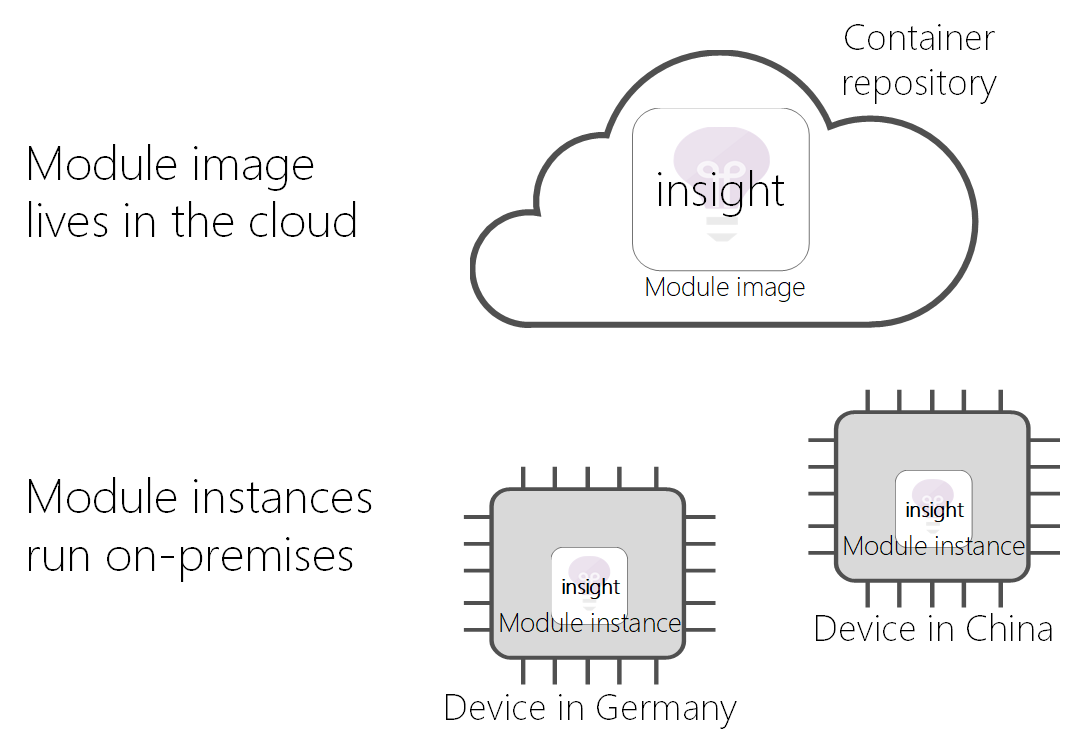 Container
repository
Module image
lives in the cloud
insight
Module image
Module instances
run on-premises
insight
Module instance
Device in China
insight
Module instance
Device in Germany